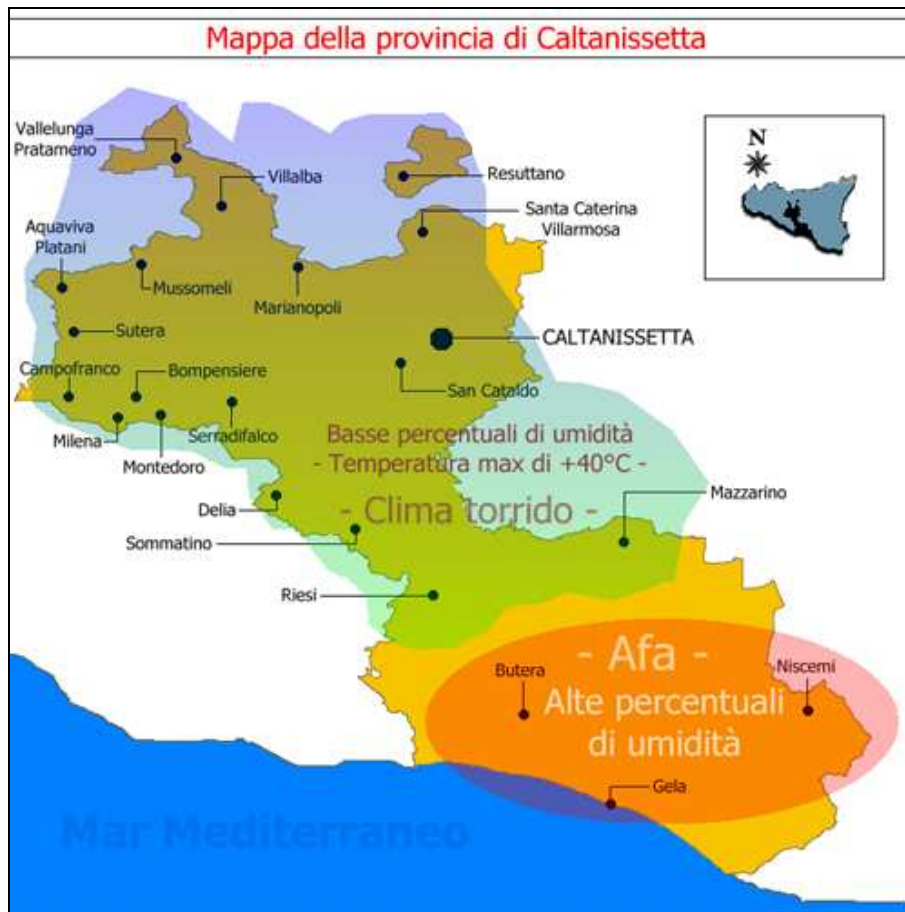 Mappa della provincia di Caltanissetta
Vallelunga
Pratameno
Villalba
Resuttano
N
Santa Caterina
Villarmosa
Aquaviva
Platani
Mussomeli
Marianopoli
Sutera
CALTANISSETTA
Campofranco
Bompensiere
San Cataldo
Milena
Serradifalco
Montedoro
Basse percentuali di umidità
- Temperatura max di +40°C -
- Clima torrido -
Mazzarino
Delia
Sommatino
Riesi
- Afa -
Butera
Niscemi
Alte percentuali
di umidità
Gela
Mar Mediterraneo